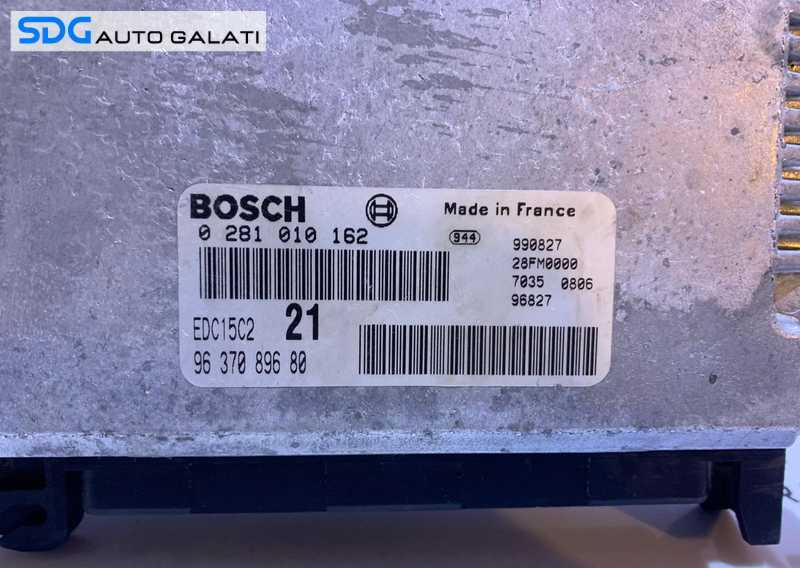 SDG AUTO GALATI
BOSCH
Made in France
0 281 010 162
944
990827
28FM0000
7035 0806
96827
EDC15C2
21
96 370 896 80